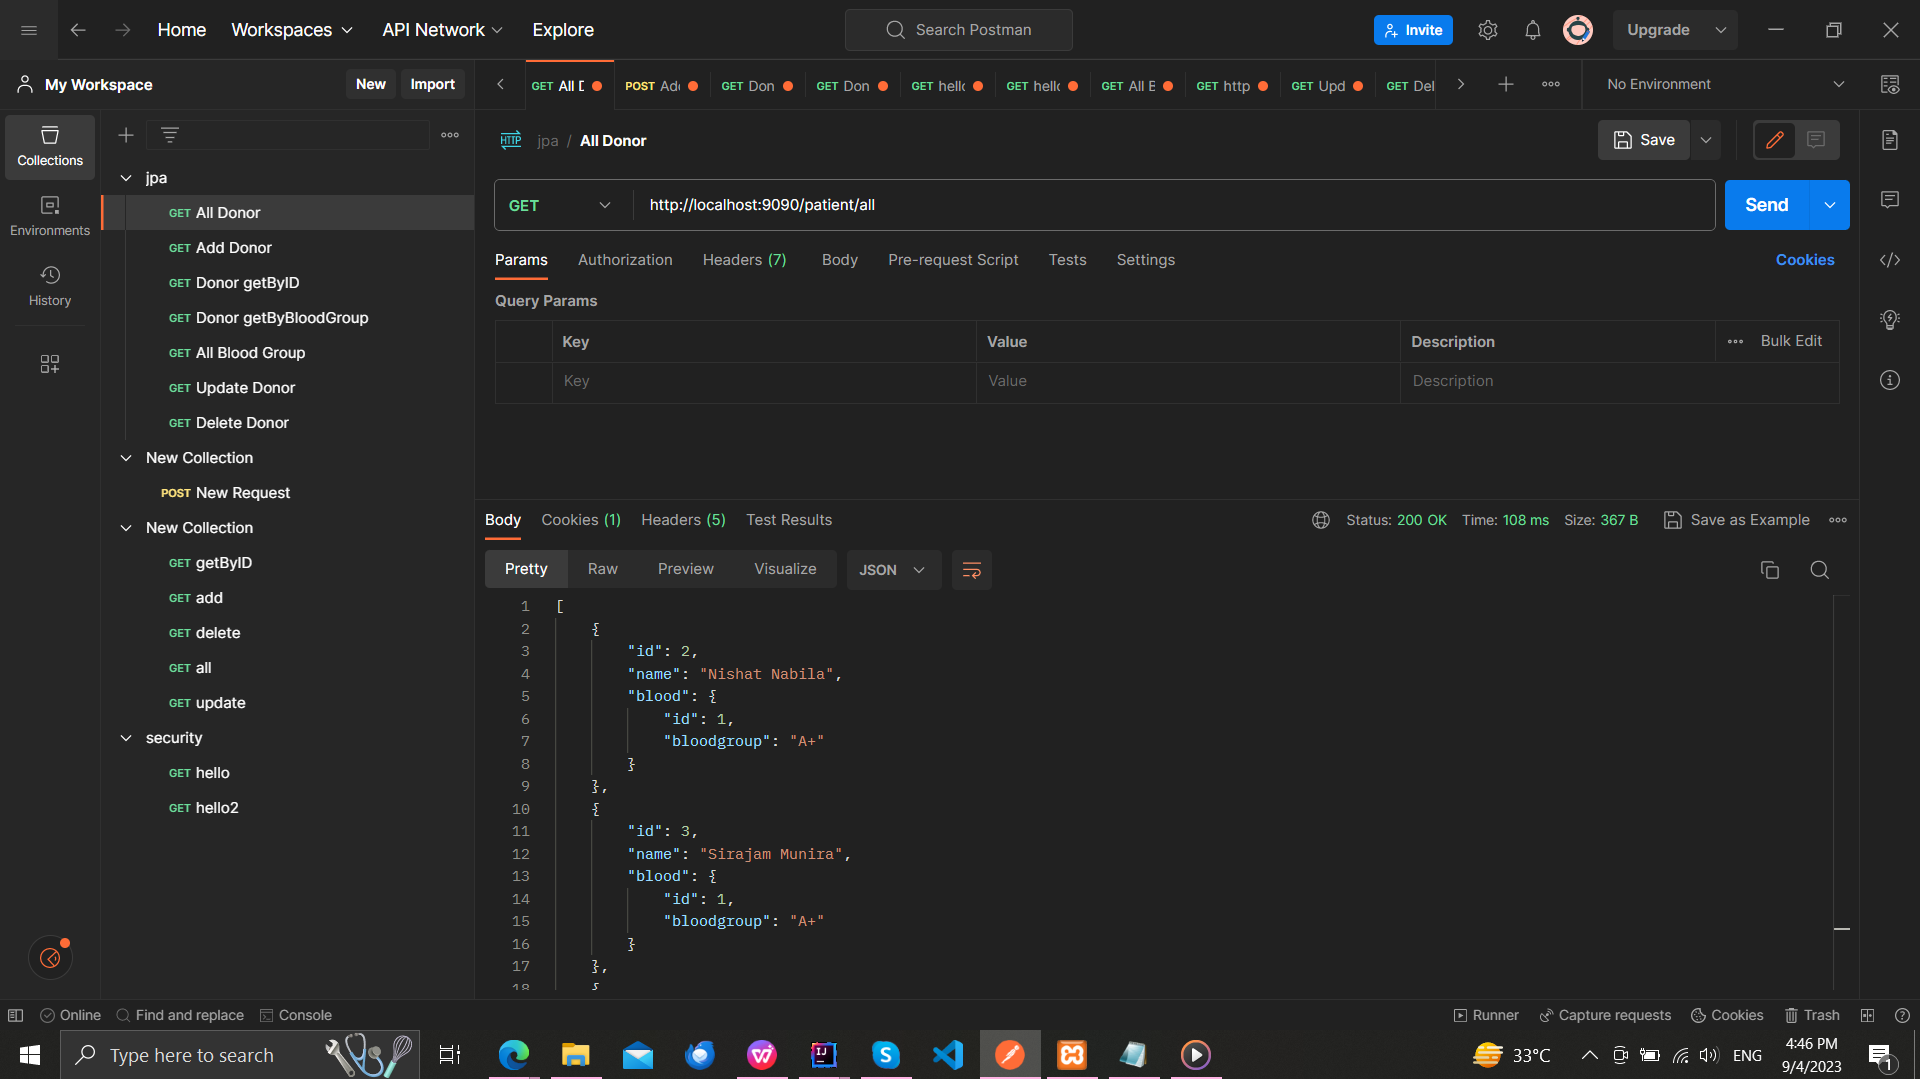 Home Workspaces API Network Explore Search Postman Invite Upgrade
My Workspace New Import
GET All D POST Ad GET Don GET Don GET hello GET hello GET All B GET http GET Upd GET Del No Environment
HTTP jpa / All Donor Save
GET http://localhost:9090/patient/all Send
Params Authorization Headers (7) Body Pre-request Script Tests Settings Cookies
Query Params
Key Value Description Bulk Edit
Key Value Description
Collections
Environments
History
jpa
GET All Donor
GET Add Donor
GET Donor getByID
GET Donor getByBloodGroup
GET All Blood Group
GET Update Donor
GET Delete Donor
New Collection
POST New Request
New Collection
GET getByID
GET add
GET delete
GET all
GET update
security
GET hello
GET hello2
Body Cookies (1) Headers (5) Test Results Status: 200 OK Time: 108 ms Size: 367 B Save as Example
Pretty Raw Preview Visualize JSON
1 [
2 {
3 "id": 2,
4 "name": "Nishat Nabila",
5 "blood": {
6 "id": 1,
7 "bloodgroup": "A+"
8 }
9 },
10 {
11 "id": 3,
12 "name": "Sirajam Munira",
13 "blood": {
14 "id": 1,
15 "bloodgroup": "A+"
16 }
17 },
18 {
Online Find and replace Console Runner Capture requests Cookies Trash
Type here to search 33°C ENG 4:46 PM
9/4/2023 1